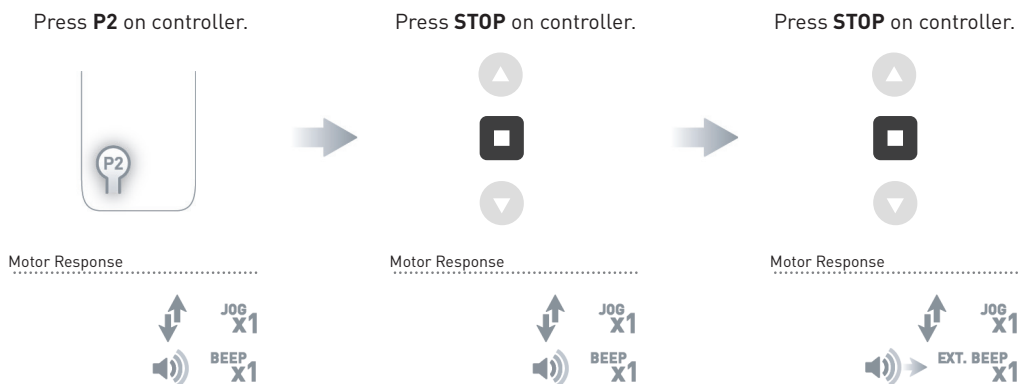 Press P2 on controller.
P2
Motor Response
JOG
X1
BEEP
X1
Press STOP on controller.
Motor Response
JOG
X1
BEEP
X1
Press STOP on controller.
Motor Response
JOG
X1
EXT. BEEP
X1